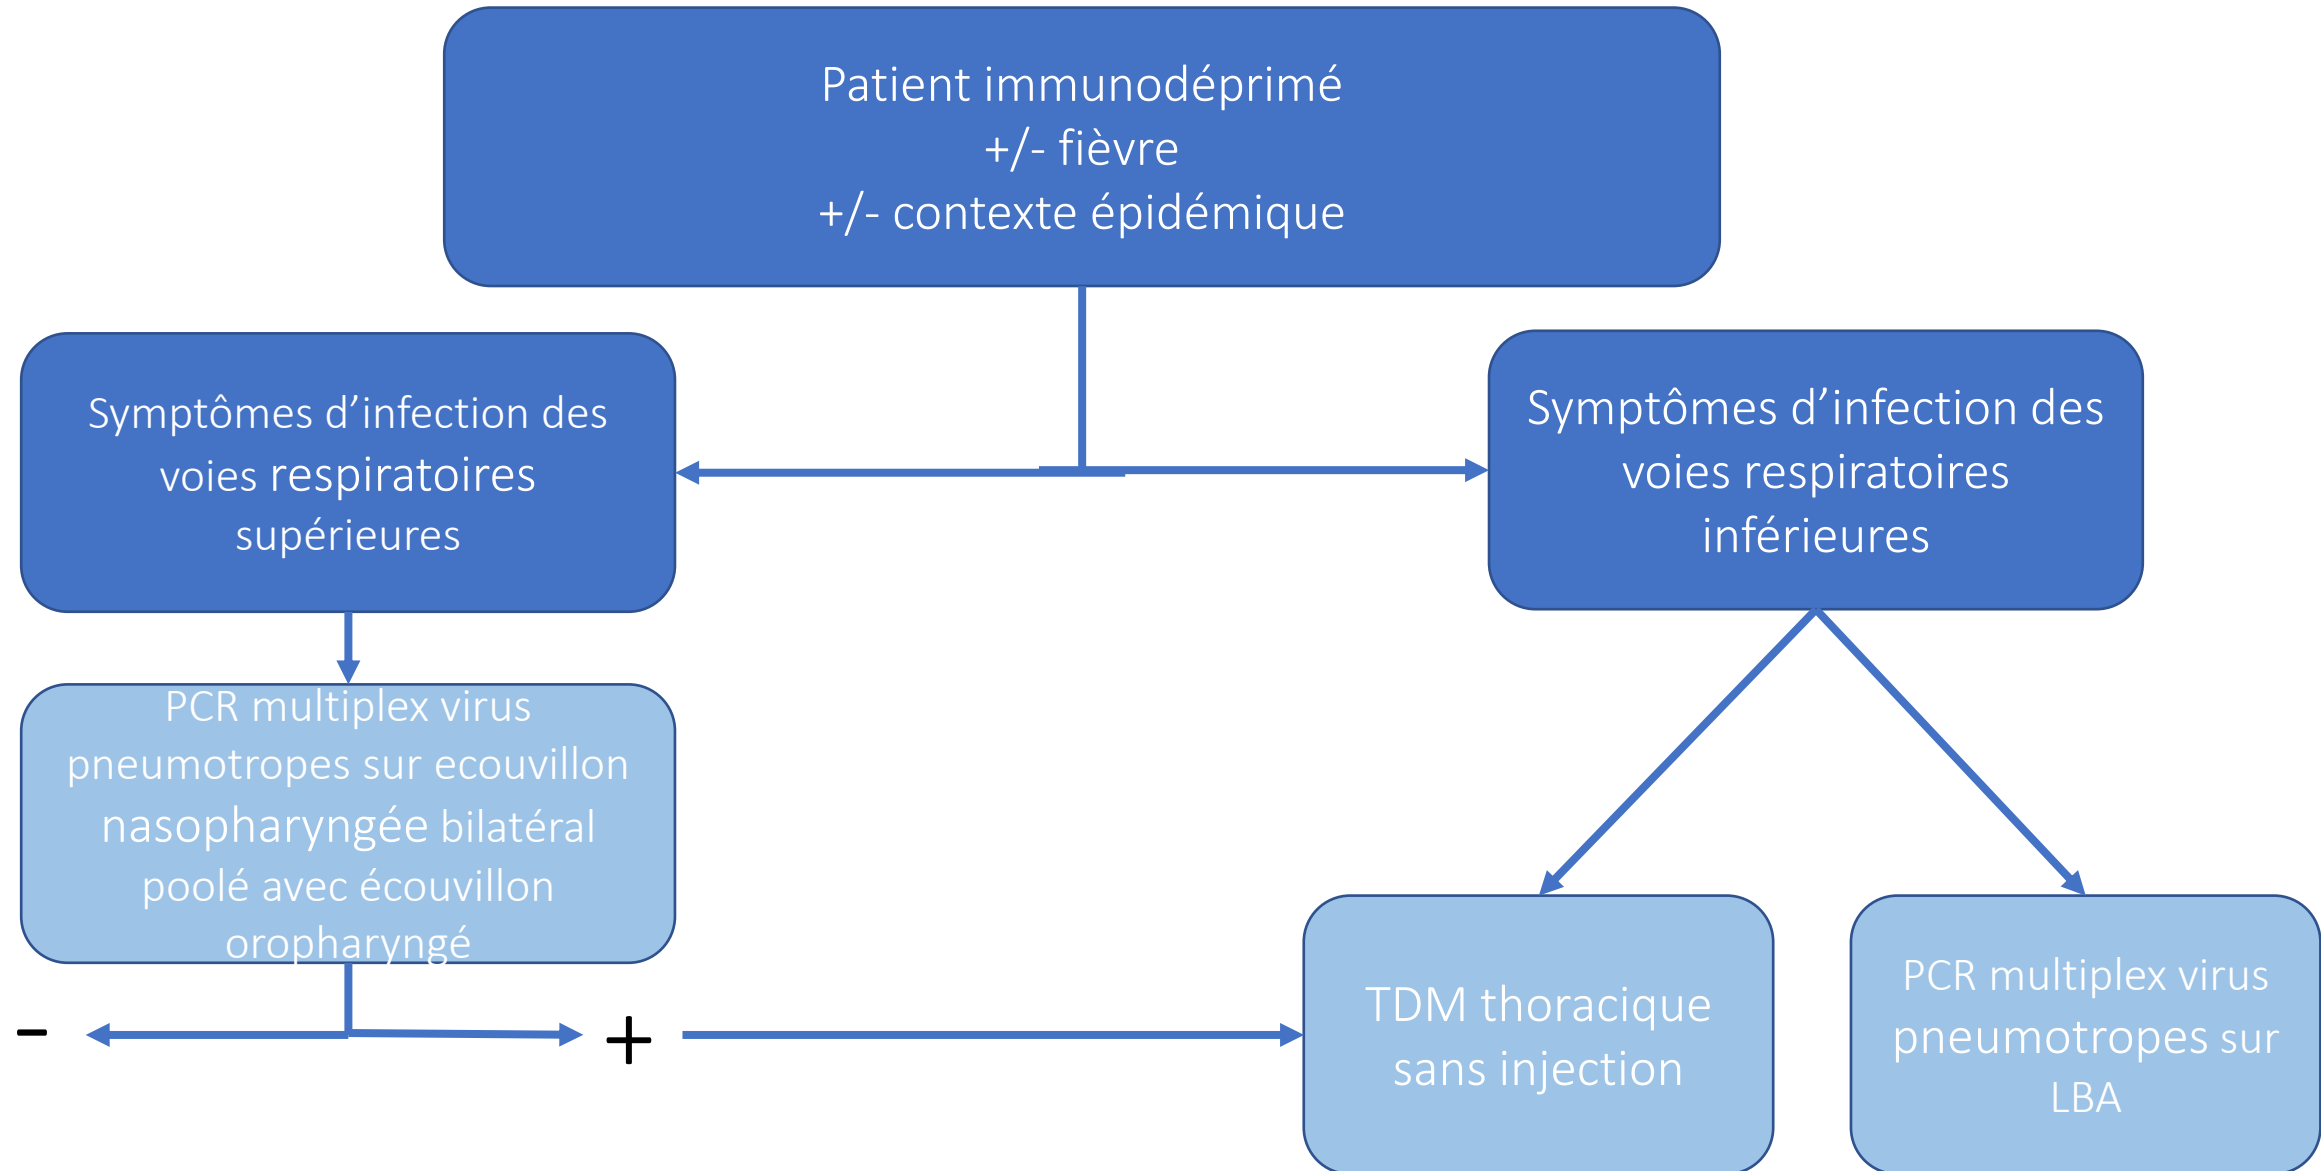 Patient immunodéprimé
+/- fièvre
+/- contexte épidémique
Symptômes d’infection des
voies respiratoires
supérieures
Symptômes d’infection des
voies respiratoires
inférieures
PCR multiplex virus
pneumotropes sur ecouvillon
nasopharyngée bilatéral
poolé avec écouvillon
oropharyngé
-
+
TDM thoracique
sans injection
PCR multiplex virus
pneumotropes sur
LBA